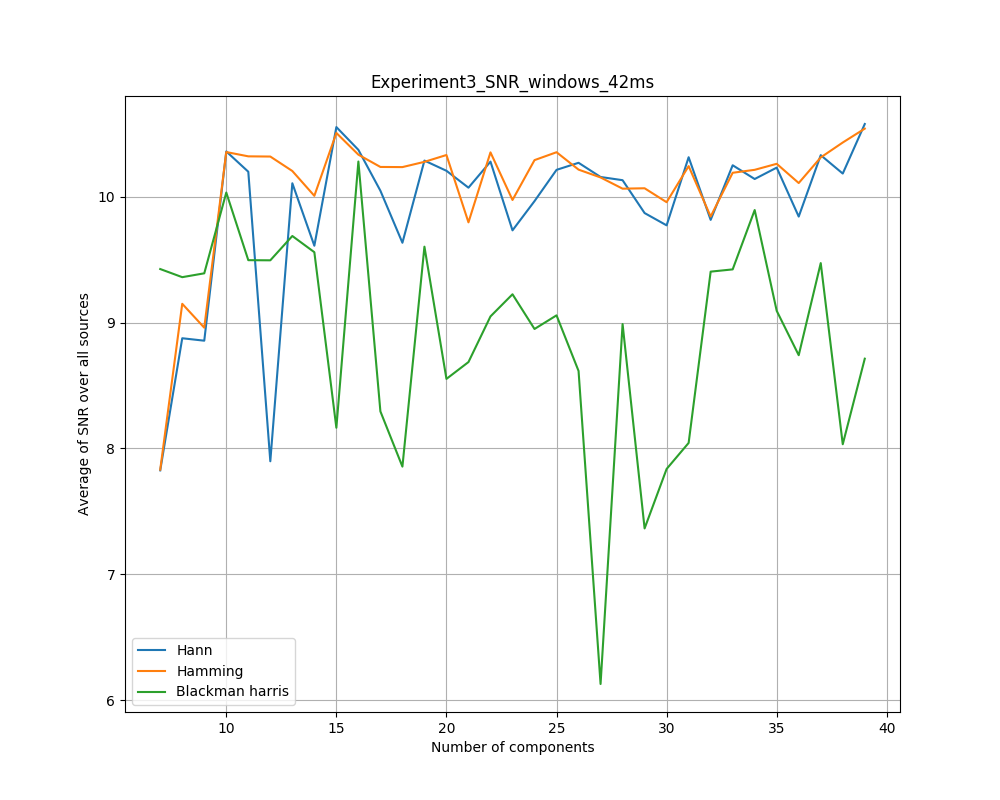 Experiment3_SNR_windows_42ms
Average of SNR over all sources
10
9
8
7
6
Hann
Hamming
Blackman harris
10 15 20 25 30 35 40
Number of components